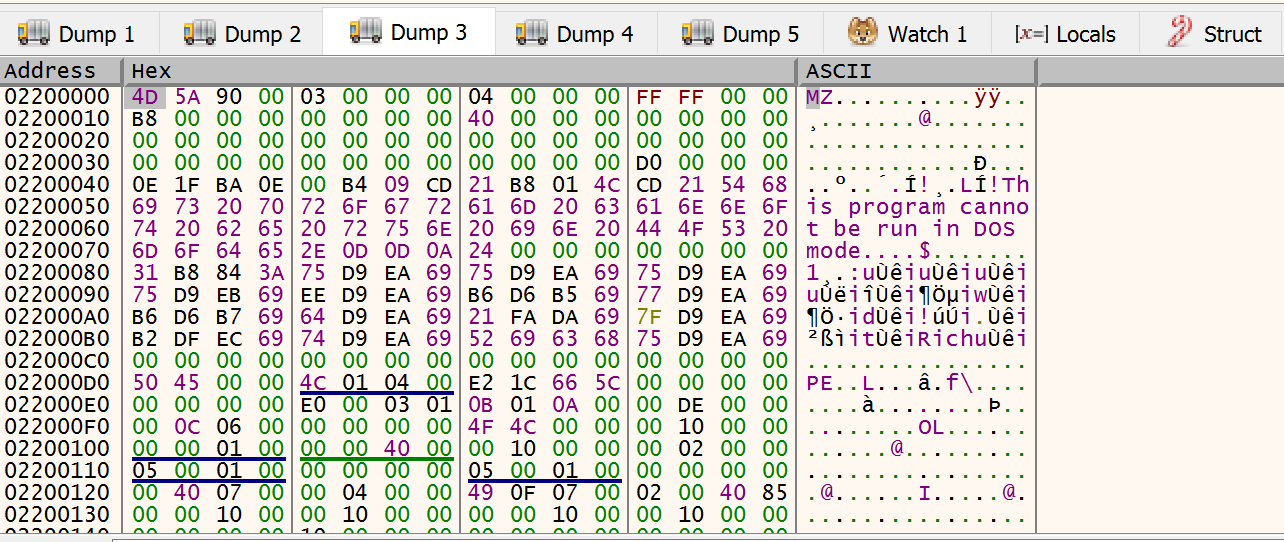 Dump 1 Dump 2 Dump 3 Dump 4 Dump 5 Watch 1 [x=] Locals Struct
Address Hex ASCII
02200000 4D 5A 90 00 03 00 00 00 04 00 00 00 FF FF 00 00 MZ..........ÿÿ..
02200010 B8 00 00 00 00 00 00 00 40 00 00 00 00 00 00 00 ¸.......@.......
02200020 00 00 00 00 00 00 00 00 00 00 00 00 00 00 00 00 ................
02200030 00 00 00 00 00 00 00 00 00 00 00 00 D0 00 00 00 ............Ð...
02200040 0E 1F BA 0E 00 B4 09 CD 21 B8 01 4C CD 21 54 68 ..º..´.Í!¸.LÍ!Th
02200050 69 73 20 70 72 6F 67 72 61 6D 20 63 61 6E 6E 6F is program canno
02200060 74 20 62 65 20 72 75 6E 20 69 6E 20 44 4F 53 20 t be run in DOS
02200070 6D 6F 64 65 2E 0D 0D 0A 24 00 00 00 00 00 00 00 mode....$.......
02200080 31 B8 84 3A 75 D9 EA 69 75 D9 EA 69 75 D9 EA 69 1¸.:uÙêiuÙêiuÙêi
02200090 75 D9 EB 69 EE D9 EA 69 B6 D6 B5 69 77 D9 EA 69 uÙëiîÙêi¶ÖµiwÙêi
022000A0 B6 D6 B7 69 64 D9 EA 69 21 FA DA 69 7F D9 EA 69 ¶Ö·idÙêi!úÚi.Ùêi
022000B0 B2 DF EC 69 74 D9 EA 69 52 69 63 68 75 D9 EA 69 ²ßìitÙêiRichuÙêi
022000C0 00 00 00 00 00 00 00 00 00 00 00 00 00 00 00 00 ................
022000D0 50 45 00 00 4C 01 04 00 E2 1C 66 5C 00 00 00 00 PE..L...â.f\....
022000E0 00 00 00 00 E0 00 03 01 0B 01 0A 00 00 DE 00 00 ....à........Þ..
022000F0 00 0C 06 00 00 00 00 00 4F 4C 00 00 00 10 00 00 ........OL......
02200100 00 00 01 00 00 00 40 00 00 10 00 00 00 02 00 00 ......@.........
02200110 05 00 01 00 00 00 00 00 05 00 01 00 00 00 00 00 ................
02200120 00 40 07 00 00 04 00 00 49 0F 07 00 02 00 40 85 .@......I.....@.
02200130 00 00 10 00 00 10 00 00 00 00 10 00 00 10 00 00 ................